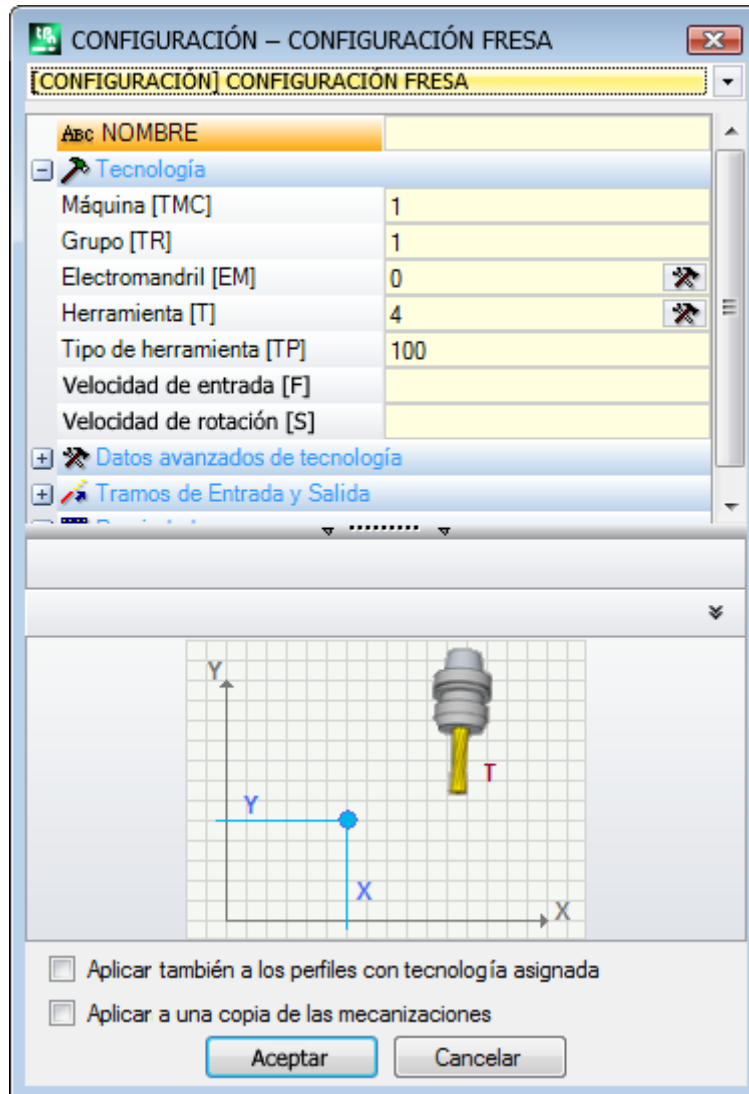 CONFIGURACIÓN – CONFIGURACIÓN FRESA
[CONFIGURACIÓN] CONFIGURACIÓN FRESA
ABC NOMBRE
Tecnología
Máquina [TMC] 1
Grupo [TR] 1
Electromandril [EM] 0
Herramienta [T] 4
Tipo de herramienta [TP] 100
Velocidad de entrada [F]
Velocidad de rotación [S]
Datos avanzados de tecnología
Tramos de Entrada y Salida
Y
T
Y
X
X
Aplicar también a los perfiles con tecnología asignada
Aplicar a una copia de las mecanizaciones
Aceptar Cancelar